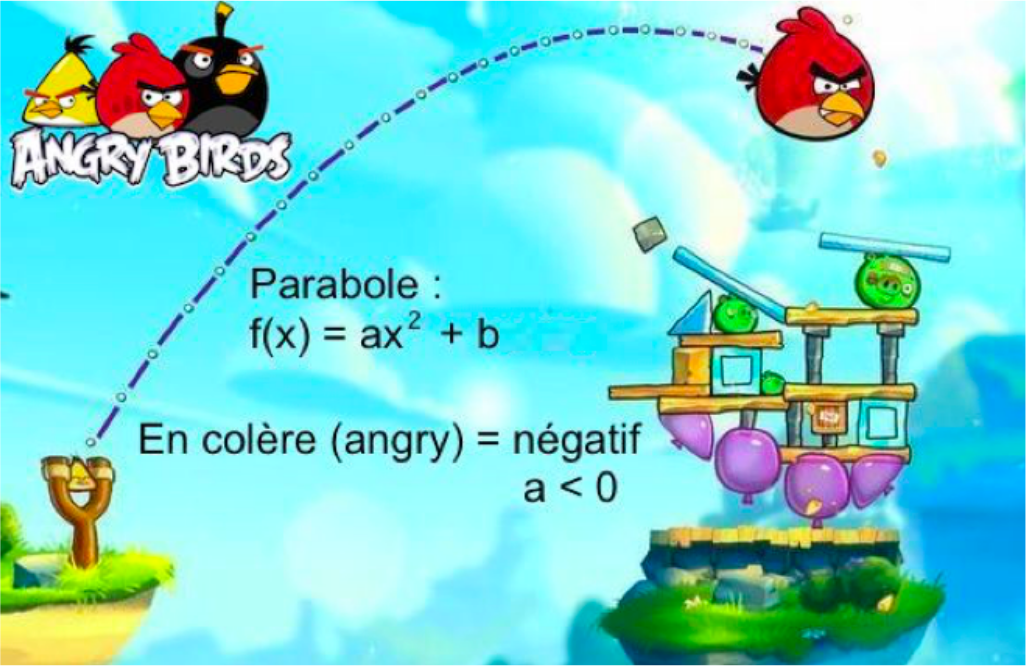 ANGRY BIRDS
Parabole :
f(x) = ax² + b
En colère (angry) = négatif
a < 0